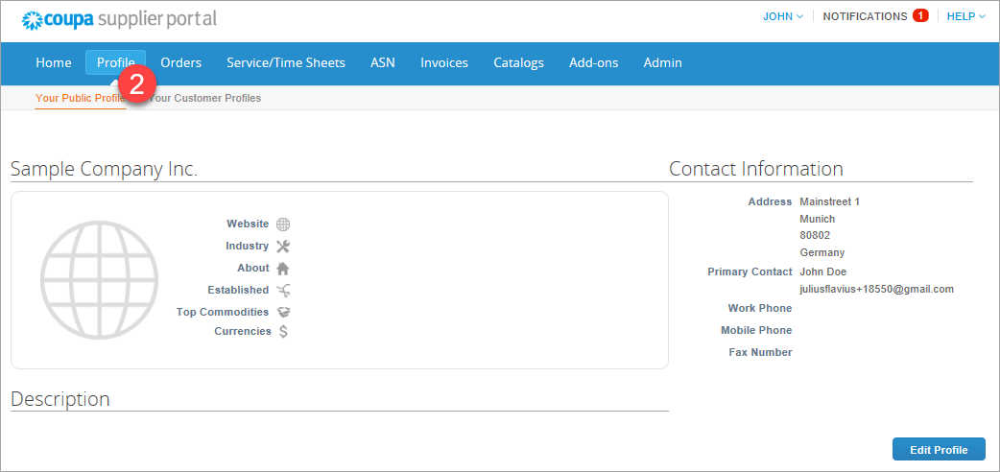 coupa supplier portal
JOHN
NOTIFICATIONS 1
HELP
Home Profile Orders Service/Time Sheets ASN Invoices Catalogs Add-ons Admin
2
Your Public Profile Your Customer Profiles
Sample Company Inc.
Website
Industry
About
Established
Top Commodities
Currencies $
Description
Contact Information
Address Mainstreet 1
Munich
80802
Germany
Primary Contact John Doe
juliusflavius+18550@gmail.com
Work Phone
Mobile Phone
Fax Number
Edit Profile